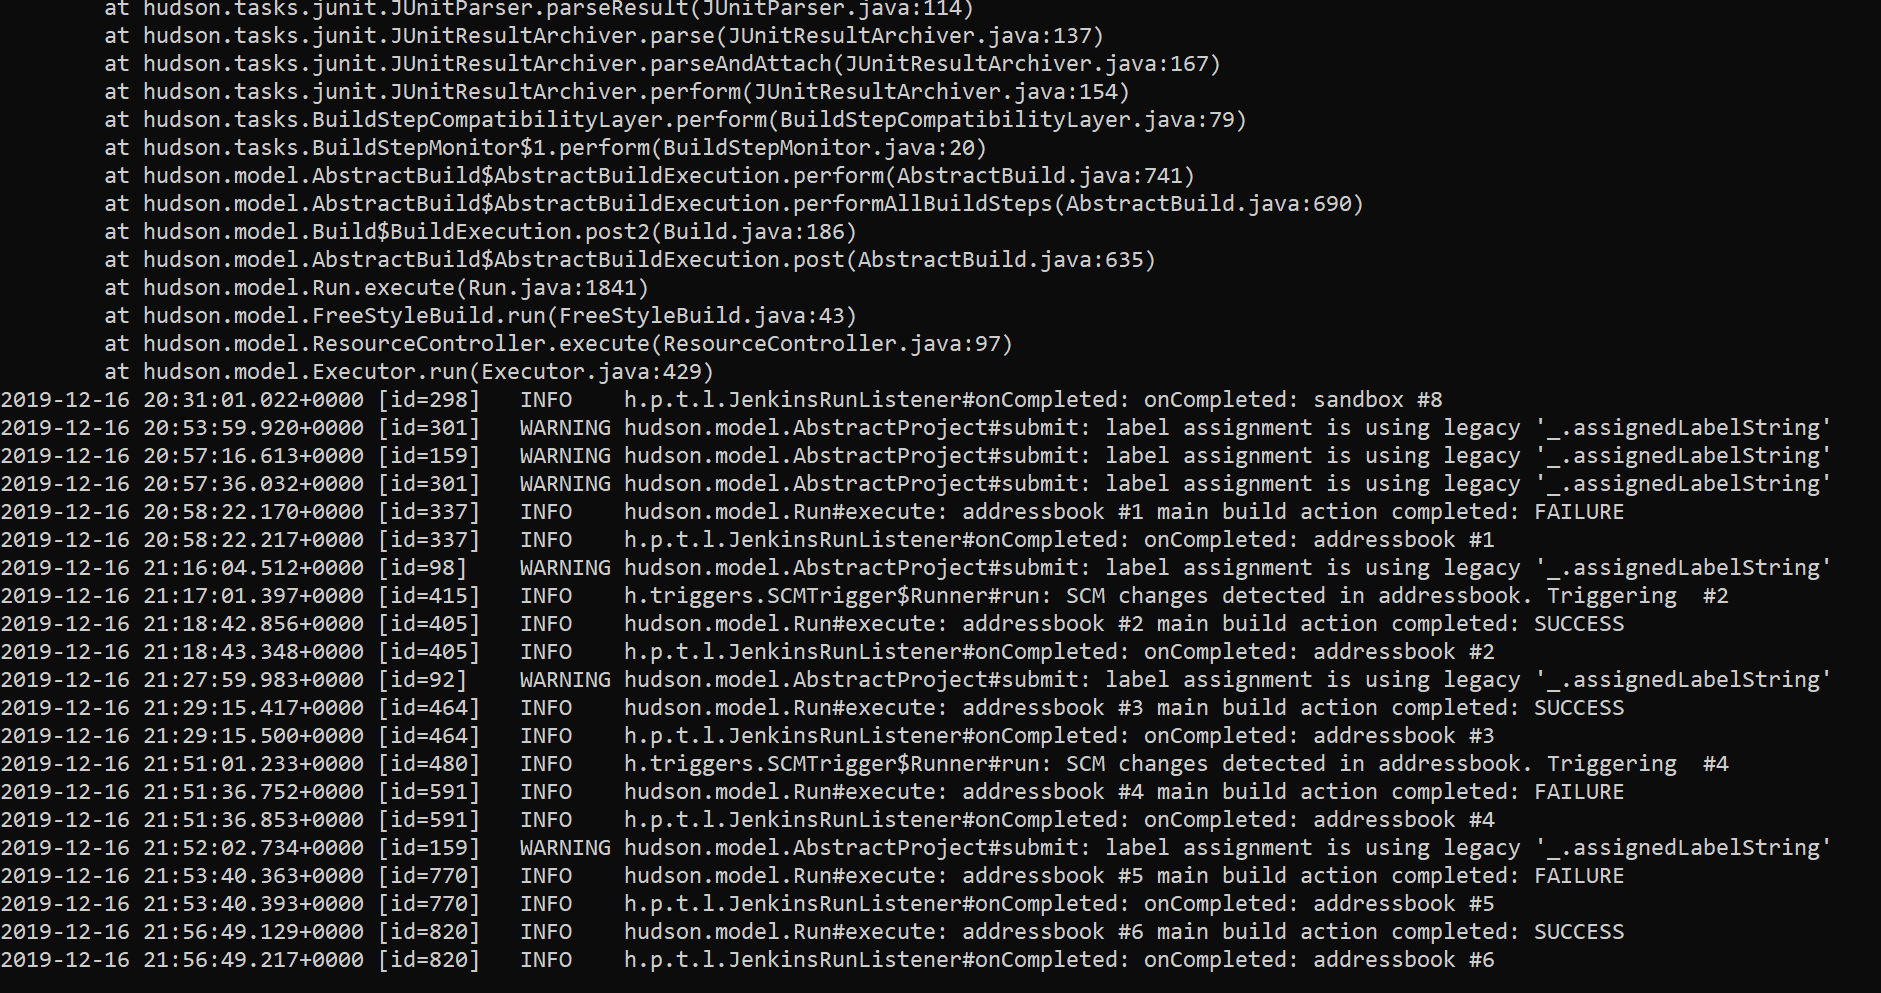 at hudson.tasks.junit.JUnitParser.parseResult(JUnitParser.java:114)
at hudson.tasks.junit.JUnitResultArchiver.parse(JUnitResultArchiver.java:137)
at hudson.tasks.junit.JUnitResultArchiver.parseAndAttach(JUnitResultArchiver.java:167)
at hudson.tasks.junit.JUnitResultArchiver.perform(JUnitResultArchiver.java:154)
at hudson.tasks.BuildStepCompatibilityLayer.perform(BuildStepCompatibilityLayer.java:79)
at hudson.tasks.BuildStepMonitor$1.perform(BuildStepMonitor.java:20)
at hudson.model.AbstractBuild$AbstractBuildExecution.perform(AbstractBuild.java:741)
at hudson.model.AbstractBuild$AbstractBuildExecution.performAllBuildSteps(AbstractBuild.java:690)
at hudson.model.Build$BuildExecution.post2(Build.java:186)
at hudson.model.AbstractBuild$AbstractBuildExecution.post(AbstractBuild.java:635)
at hudson.model.Run.execute(Run.java:1841)
at hudson.model.FreeStyleBuild.run(FreeStyleBuild.java:43)
at hudson.model.ResourceController.execute(ResourceController.java:97)
at hudson.model.Executor.run(Executor.java:429)
2019-12-16 20:31:01.022+0000 [id=298]   INFO    h.p.t.l.JenkinsRunListener#onCompleted: onCompleted: sandbox #8
2019-12-16 20:53:59.920+0000 [id=301]   WARNING hudson.model.AbstractProject#submit: label assignment is using legacy '_.assignedLabelString'
2019-12-16 20:57:16.613+0000 [id=159]   WARNING hudson.model.AbstractProject#submit: label assignment is using legacy '_.assignedLabelString'
2019-12-16 20:57:36.032+0000 [id=301]   WARNING hudson.model.AbstractProject#submit: label assignment is using legacy '_.assignedLabelString'
2019-12-16 20:58:22.170+0000 [id=337]   INFO    hudson.model.Run#execute: addressbook #1 main build action completed: FAILURE
2019-12-16 20:58:22.217+0000 [id=337]   INFO    h.p.t.l.JenkinsRunListener#onCompleted: onCompleted: addressbook #1
2019-12-16 21:16:04.512+0000 [id=98]    WARNING hudson.model.AbstractProject#submit: label assignment is using legacy '_.assignedLabelString'
2019-12-16 21:17:01.397+0000 [id=415]   INFO    h.triggers.SCMTrigger$Runner#run: SCM changes detected in addressbook. Triggering  #2
2019-12-16 21:18:42.856+0000 [id=405]   INFO    hudson.model.Run#execute: addressbook #2 main build action completed: SUCCESS
2019-12-16 21:18:43.348+0000 [id=405]   INFO    h.p.t.l.JenkinsRunListener#onCompleted: onCompleted: addressbook #2
2019-12-16 21:27:59.983+0000 [id=92]    WARNING hudson.model.AbstractProject#submit: label assignment is using legacy '_.assignedLabelString'
2019-12-16 21:29:15.417+0000 [id=464]   INFO    hudson.model.Run#execute: addressbook #3 main build action completed: SUCCESS
2019-12-16 21:29:15.500+0000 [id=464]   INFO    h.p.t.l.JenkinsRunListener#onCompleted: onCompleted: addressbook #3
2019-12-16 21:51:01.233+0000 [id=480]   INFO    h.triggers.SCMTrigger$Runner#run: SCM changes detected in addressbook. Triggering  #4
2019-12-16 21:51:36.752+0000 [id=591]   INFO    hudson.model.Run#execute: addressbook #4 main build action completed: FAILURE
2019-12-16 21:51:36.853+0000 [id=591]   INFO    h.p.t.l.JenkinsRunListener#onCompleted: onCompleted: addressbook #4
2019-12-16 21:52:02.734+0000 [id=159]   WARNING hudson.model.AbstractProject#submit: label assignment is using legacy '_.assignedLabelString'
2019-12-16 21:53:40.363+0000 [id=770]   INFO    hudson.model.Run#execute: addressbook #5 main build action completed: FAILURE
2019-12-16 21:53:40.393+0000 [id=770]   INFO    h.p.t.l.JenkinsRunListener#onCompleted: onCompleted: addressbook #5
2019-12-16 21:56:49.129+0000 [id=820]   INFO    hudson.model.Run#execute: addressbook #6 main build action completed: SUCCESS
2019-12-16 21:56:49.217+0000 [id=820]   INFO    h.p.t.l.JenkinsRunListener#onCompleted: onCompleted: addressbook #6